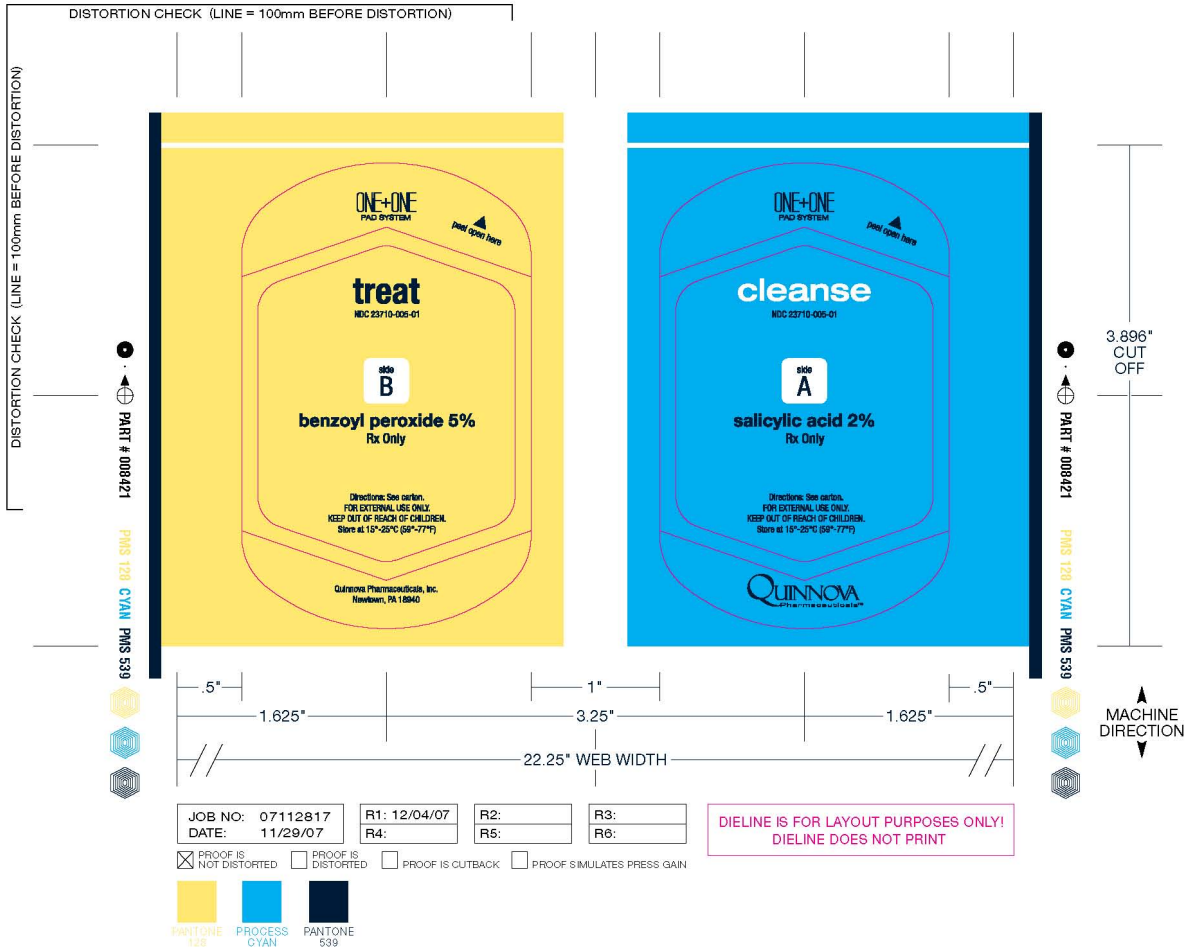 DISTORTION CHECK (LINE = 100mm BEFORE DISTORTION)
DISTORTION CHECK (LINE = 100mm BEFORE DISTORTION)
ONE+ONE
PAD SYSTEM
peel open here
treat
NDC 23710-005-01
side
B
benzoyl peroxide 5%
Rx Only
Directions: See carton.
FOR EXTERNAL USE ONLY.
KEEP OUT OF REACH OF CHILDREN.
Store at 15°-25°C (59°-77°F)
Quinnova Pharmaceuticals, Inc.
Newtown, PA 18940
ONE+ONE
PAD SYSTEM
peel open here
cleanse
NDC 23710-005-01
side
A
salicylic acid 2%
Rx Only
Directions: See carton.
FOR EXTERNAL USE ONLY.
KEEP OUT OF REACH OF CHILDREN.
Store at 15°-25°C (59°-77°F)
QUINNOVA
Pharmaceuticals™
PART # 008421
PMS 128 CYAN PMS 539
PART # 008421
PMS 128 CYAN PMS 539
3.896"
CUT
OFF
MACHINE
DIRECTION
.5"
1"
.5"
1.625"
3.25"
1.625"
22.25" WEB WIDTH
JOB NO: 07112817
DATE: 11/29/07
R1: 12/04/07
R2:
R3:
R4:
R5:
R6:
PROOF IS
NOT DISTORTED
PROOF IS
DISTORTED
PROOF IS CUTBACK
PROOF SIMULATES PRESS GAIN
DIELINE IS FOR LAYOUT PURPOSES ONLY!
DIELINE DOES NOT PRINT
PANTONE
128
PROCESS
CYAN
PANTONE
539